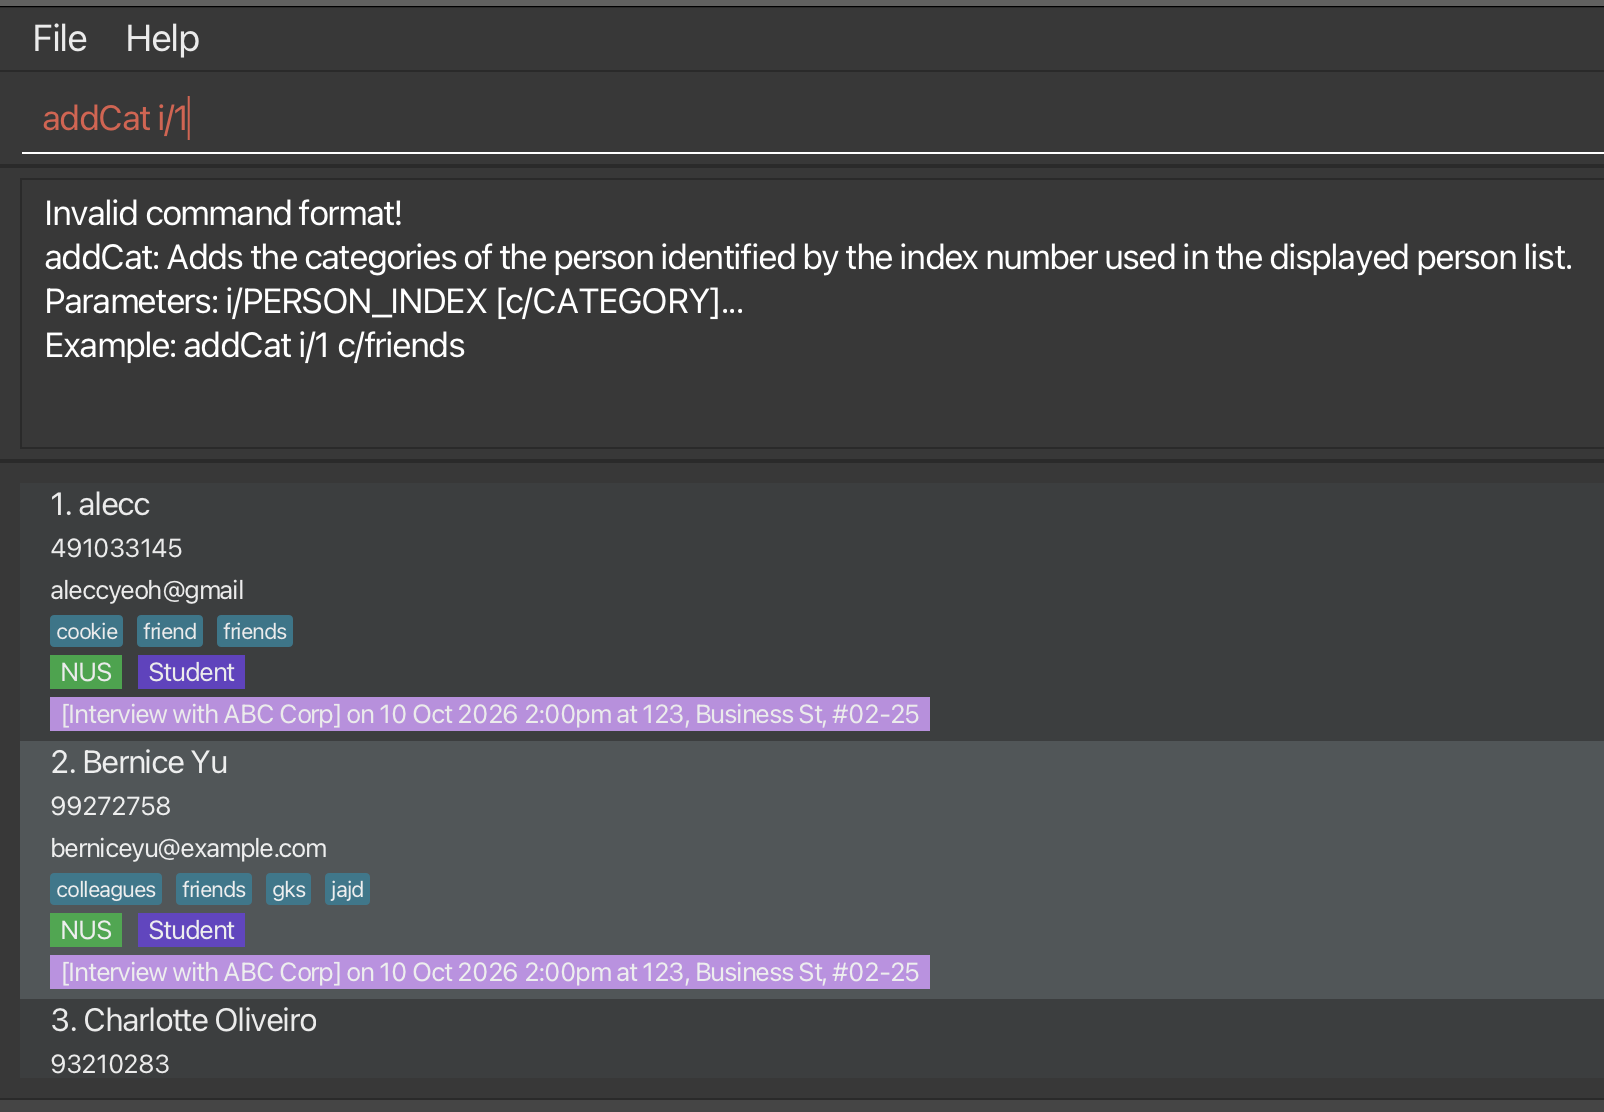 File Help
addCat i/1
Invalid command format!
addCat: Adds the categories of the person identified by the index number used in the displayed person list.
Parameters: i/PERSON_INDEX [c/CATEGORY]...
Example: addCat i/1 c/friends
1. alecc
491033145
aleccyeoh@gmail
cookie friend friends
NUS Student
[Interview with ABC Corp] on 10 Oct 2026 2:00pm at 123, Business St, #02-25
2. Bernice Yu
99272758
berniceyu@example.com
colleagues friends gks jajd
NUS Student
[Interview with ABC Corp] on 10 Oct 2026 2:00pm at 123, Business St, #02-25
3. Charlotte Oliveiro
93210283